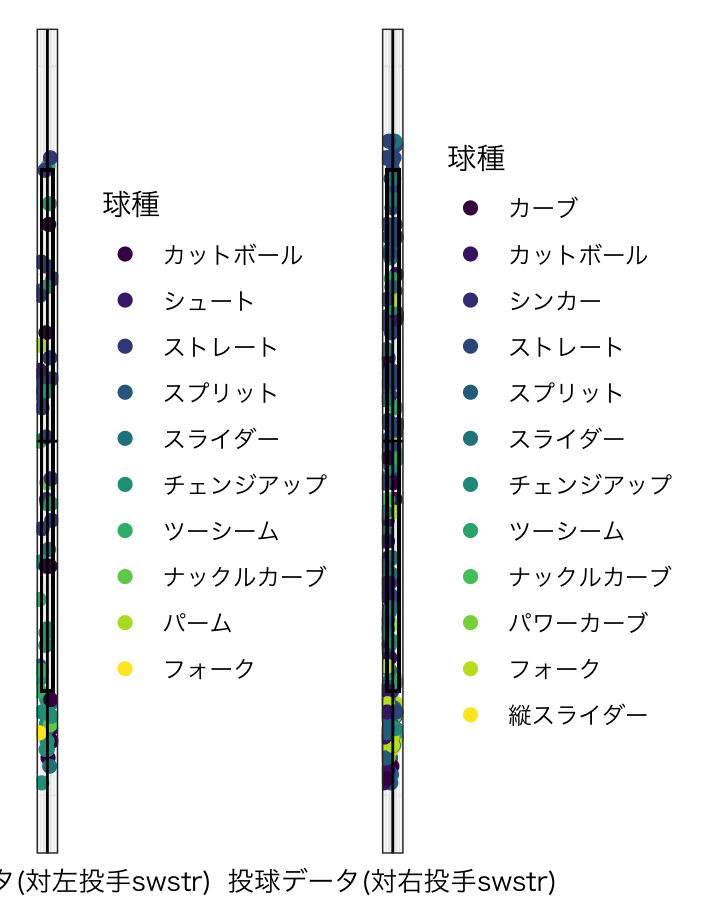 球種
カットボール
シュート
ストレート
スプリット
スライダー
チェンジアップ
ツーシーム
ナックルカーブ
パーム
フォーク
球種
カーブ
カットボール
シンカー
ストレート
スプリット
スライダー
チェンジアップ
ツーシーム
ナックルカーブ
パワーカーブ
フォーク
縦スライダー
タ(対左投手swstr)
投球データ(対右投手swstr)